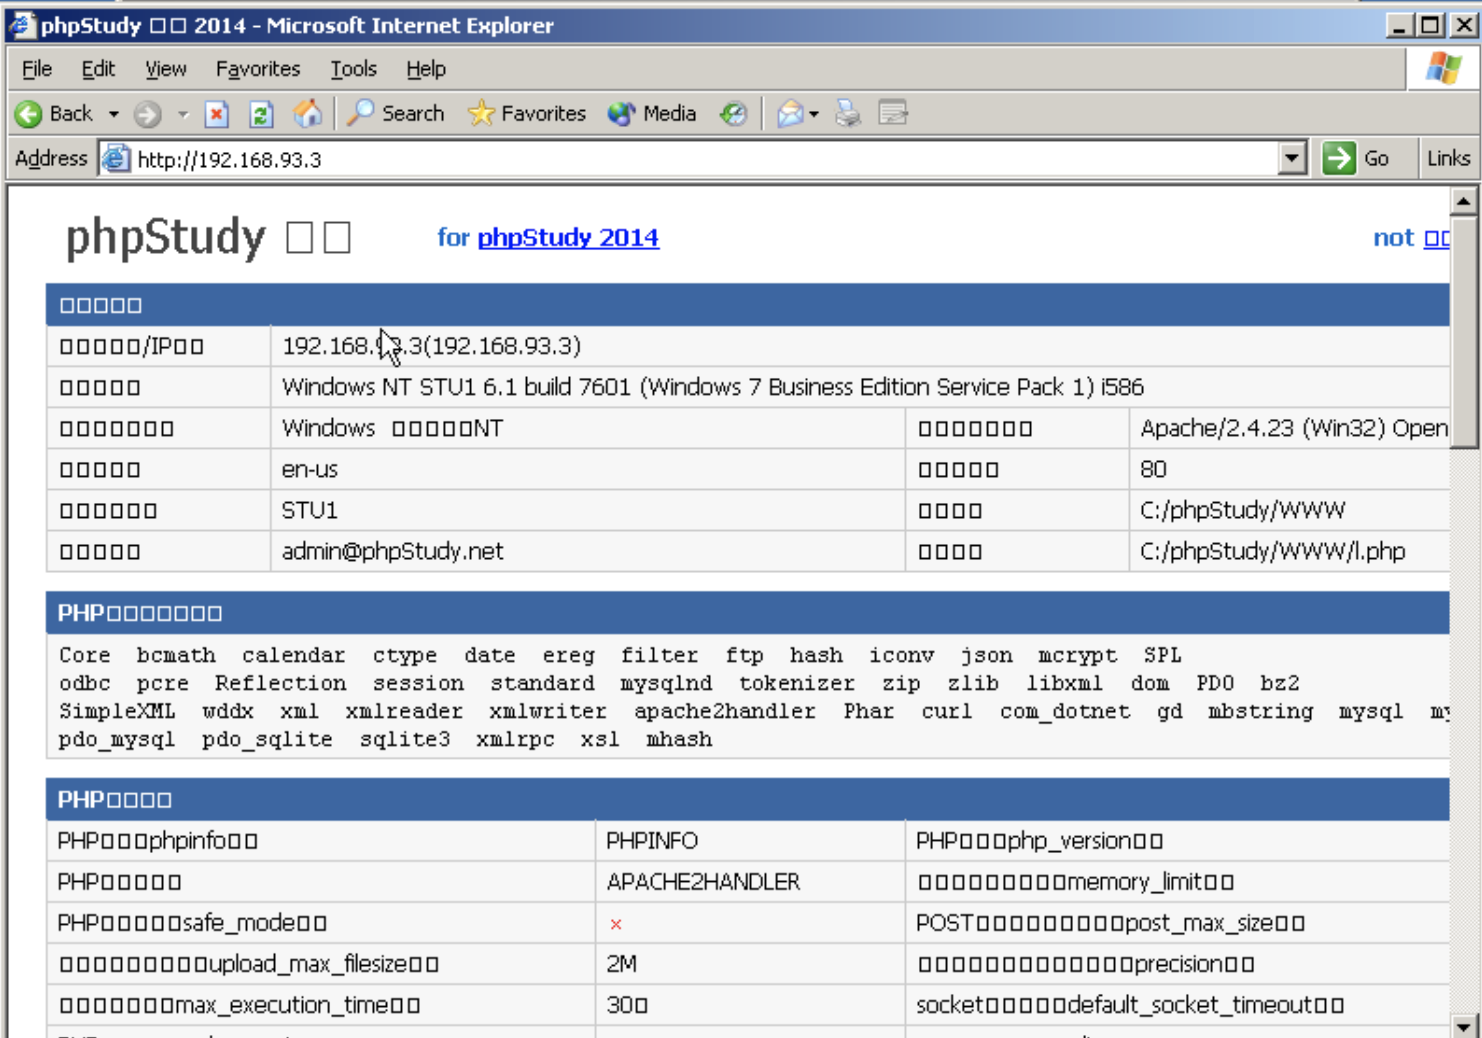 phpStudy □□ 2014 - Microsoft Internet Explorer
File Edit View Favorites Tools Help
Back Search Favorites Media
Address http://192.168.93.3 Go Links
phpStudy □□ for phpStudy 2014 not □□
□□□□□
□□□□□/IP□□ 192.168.93.3(192.168.93.3)
□□□□□ Windows NT STU1 6.1 build 7601 (Windows 7 Business Edition Service Pack 1) i586
□□□□□□□ Windows □□□□□NT □□□□□□□ Apache/2.4.23 (Win32) Open
□□□□□ en-us □□□□□ 80
□□□□□□ STU1 □□□□ C:/phpStudy/WWW
□□□□□ admin@phpStudy.net □□□□ C:/phpStudy/WWW/l.php
PHP□□□□□□□
Core bcmath calendar ctype date ereg filter ftp hash iconv json mcrypt SPL
odbc pcre Reflection session standard mysqlnd tokenizer zip zlib libxml dom PDO bz2
SimpleXML wddx xml xmlreader xmlwriter apache2handler Phar curl com_dotnet gd mbstring mysql my
pdo_mysql pdo_sqlite sqlite3 xmlrpc xsl mhash
PHP□□□□
PHP□□□phpinfo□□ PHPINFO PHP□□□php_version□□
PHP□□□□□ APACHE2HANDLER □□□□□□□□□memory_limit□□
PHP□□□□□safe_mode□□ × POST□□□□□□□□□post_max_size□□
□□□□□□□□□upload_max_filesize□□ 2M □□□□□□□□□□□□□precision□□
□□□□□□□max_execution_time□□ 30□ socket□□□□□default_socket_timeout□□